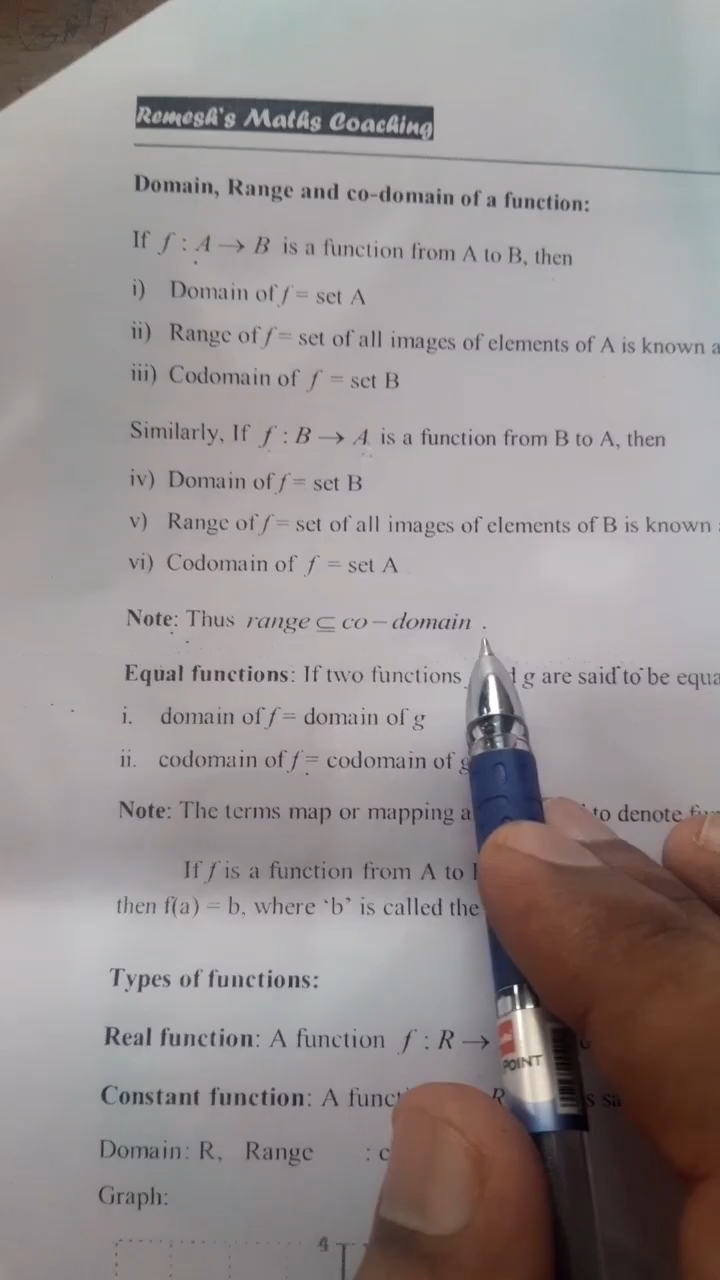 Remesh's Maths Coaching
Domain, Range and co-domain of a function:
If f : A → B is a function from A to B, then
i) Domain of f = set A
ii) Range of f = set of all images of elements of A is known
iii) Codomain of f = set B
Similarly, If f : B → A is a function from B to A, then
iv) Domain of f = set B
v) Range of f = set of all images of elements of B is known
vi) Codomain of f = set A
Note: Thus range ⊆ co – domain .
Equal functions: If two functions g are said to be
i. domain of f = domain of g
ii. codomain of f = codomain of g
Note: The terms map or mapping to denote
If f is a function from A to
then f(a) = b, where ‘b’ is called the
Types of functions:
Real function: A function f : R →
Constant function: A R
Domain: R, Range :
Graph:
POINT
4